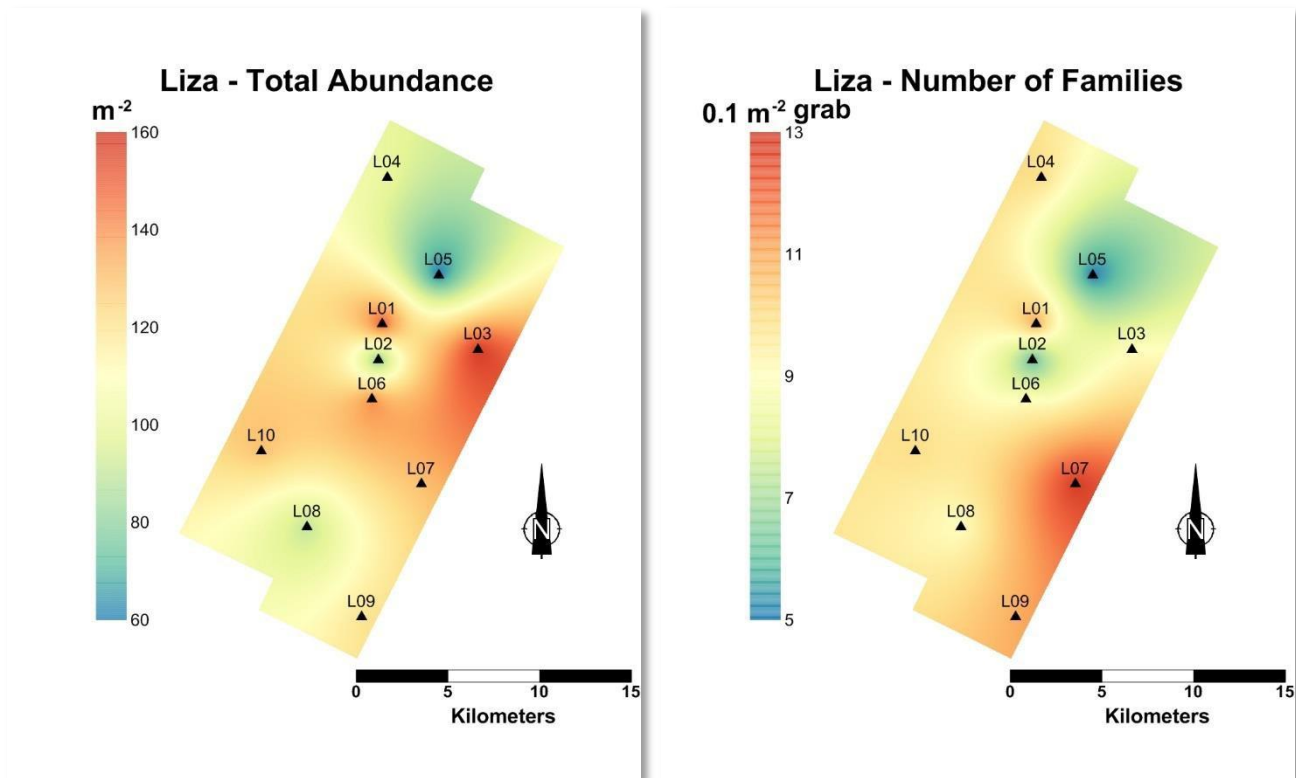 Liza - Total Abundance
m-2
160
140
120
100
80
60
L04
L05
L01
L03
L02
L06
L10
L07
L08
L09
N
0 5 10 15
Kilometers
Liza - Number of Families
0.1 m-2 grab
13
11
9
7
5
L04
L05
L01
L03
L02
L06
L10
L07
L08
L09
N
0 5 10 15
Kilometers